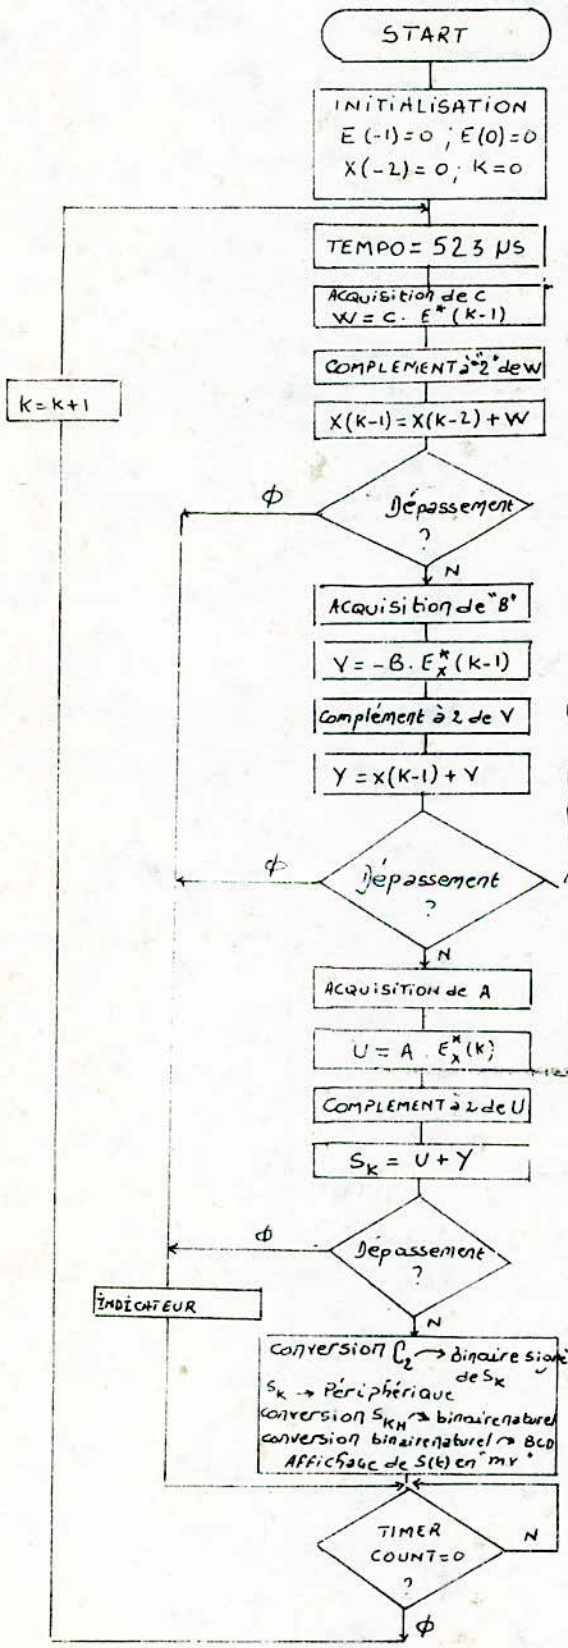 START
INITIALISATION
E(-1)=0 ; E(0)=0
X(-2)=0; K=0
TEMPO = 523 µS
Acquisition de C
W = C. E*(K-1)
COMPLEMENT à "2" de W
K=K+1
X(K-1)=X(K-2)+W
Φ
Dépassement
?
N
ACQUISITION de "B"
V = -B. E*x(K-1)
Complément à 2 de V
Y = X(K-1)+V
Φ
Dépassement
?
N
ACQUISITION de A
U = A . E*x(K)
COMPLEMENT à 2 de U
SK = U+Y
Φ
Dépassement
?
INDICATEUR
N
Conversion C2 → Binaire signé
de SK
SK → Périphérique
conversion SKH → binaire naturel
conversion binaire naturel → BCD
Affichage de S(t) en "mv"
TIMER
COUNT=0
?
N
Φ